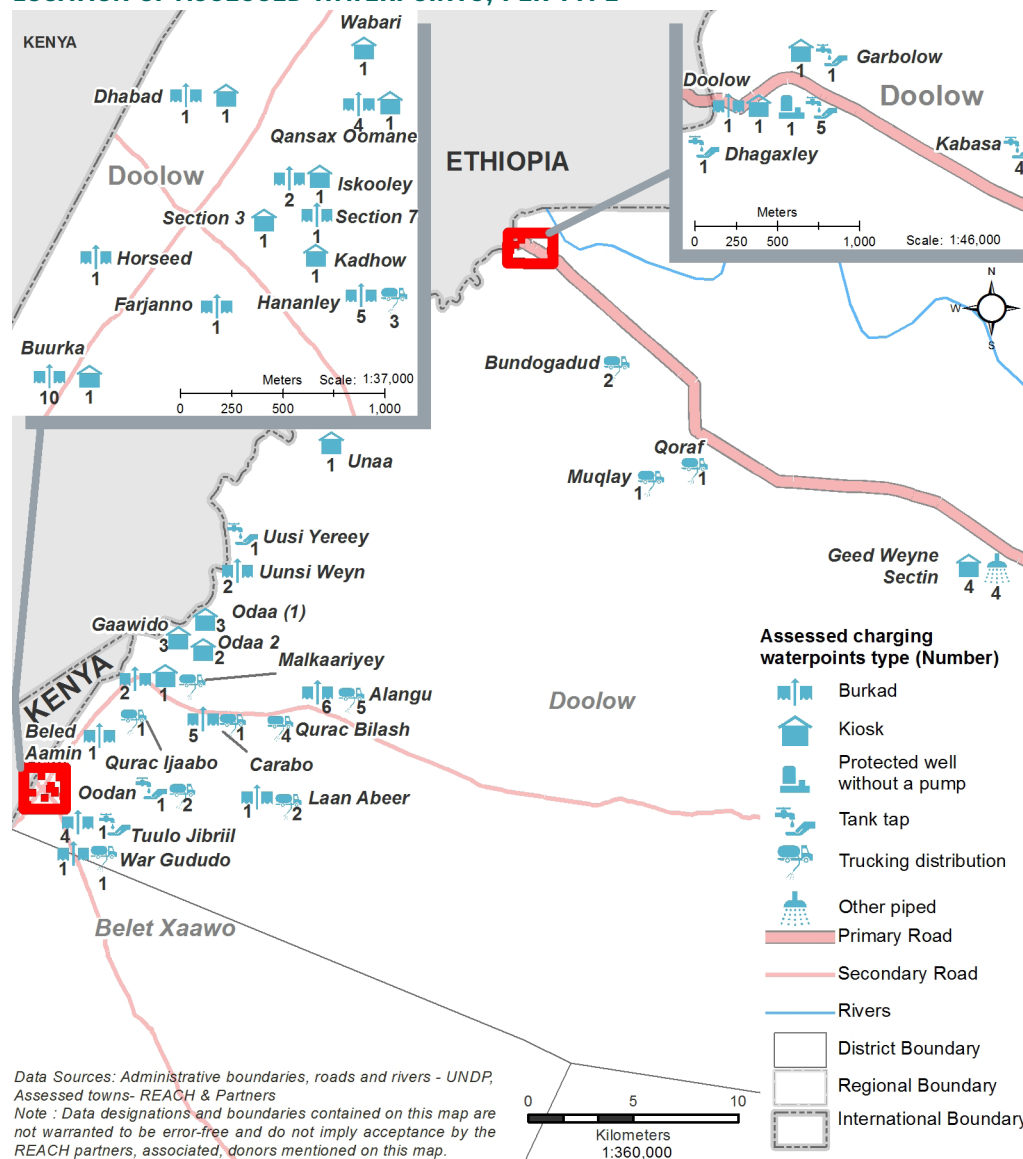 LOCATION OF ASSESSED WATERPOINTS, PER TYPE
KENYA
Wabari
1
Dhabad
1
1
4
1
Qansax Oomane
Doolow
2
1
Iskooley
Section 3
1
Section 7
1
Horseed
1
1
Kadhow
Farjanno
1
Hananley
5
3
Buurka
10
1
Meters
Scale: 1:37,000
0
250
500
1,000
ETHIOPIA
1
1
Garbolow
Doolow
Doolow
1
1
1
5
Dhagaxley
1
Kabasa
4
Meters
0
250
500
1,000
Scale: 1:46,000
N
W
S
Bundogadud
2
Qoraf
1
Muqlay
1
1
Unaa
Uusi Yereey
1
2
Uunsi Weyn
Geed Weyne
Sectin
4
4
Odaa (1)
3
Gaawido
3
Odaa 2
2
Malkaariyey
2
1
KENYA
6
5
Alangu
Doolow
1
5
1
4
Qurac Bilash
Beled
Aamin
1
Qurac Ijaabo
Carabo
Oodan
1
2
1
2
Laan Abeer
4
1
Tuulo Jibriil
1
1
War Gududo
Belet Xaawo
Assessed charging
waterpoints type (Number)
Burkad
Kiosk
Protected well
without a pump
Tank tap
Trucking distribution
Other piped
Primary Road
Secondary Road
Rivers
District Boundary
Regional Boundary
International Boundary
0
5
10
Kilometers
1:360,000
Data Sources: Administrative boundaries, roads and rivers - UNDP,
Assessed towns- REACH & Partners
Note : Data designations and boundaries contained on this map are
not warranted to be error-free and do not imply acceptance by the
REACH partners, associated, donors mentioned on this map.